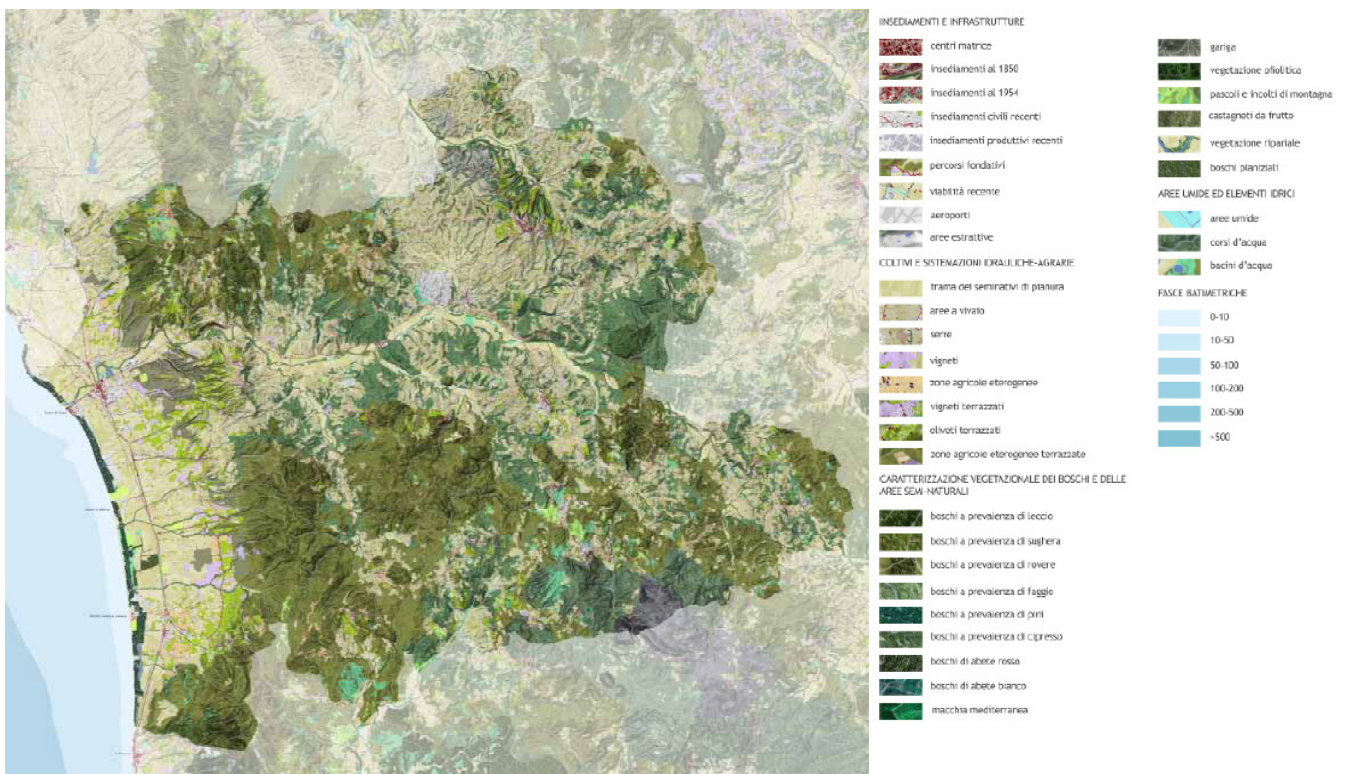 INSEDIAMENTI E INFRASTRUTTURE
centri matrice
insediamenti al 1850
insediamenti al 1954
insediamenti civili recenti
insediamenti produttivi recenti
percorsi fondativi
viabilità recente
aeroporti
aree estrattive
COLTIVI E SISTEMAZIONI IDRAULICHE-AGRARIE
trama dei seminativi di pianura
aree a vivaio
serre
vigneti
zone agricole eterogenee
vigneti terrazzati
oliveti terrazzati
zone agricole eterogenee terrazzate
CARATTERIZZAZIONE VEGETAZIONALE DEI BOSCHI E DELLE
AREE SEMI-NATURALI
boschi a prevalenza di leccio
boschi a prevalenza di sughera
boschi a prevalenza di rovere
boschi a prevalenza di faggio
boschi a prevalenza di pini
boschi a prevalenza di cipresso
boschi di abete rosso
boschi di abete bianco
macchia mediterranea
gariga
vegetazione ofiolitica
pascoli e incolti di montagna
castagneti da frutto
vegetazione ripariale
boschi planiziali
AREE UMIDE ED ELEMENTI IDRICI
aree umide
corsi d'acqua
bacini d'acqua
FASCE BATIMETRICHE
0-10
10-50
50-100
100-200
200-500
>500